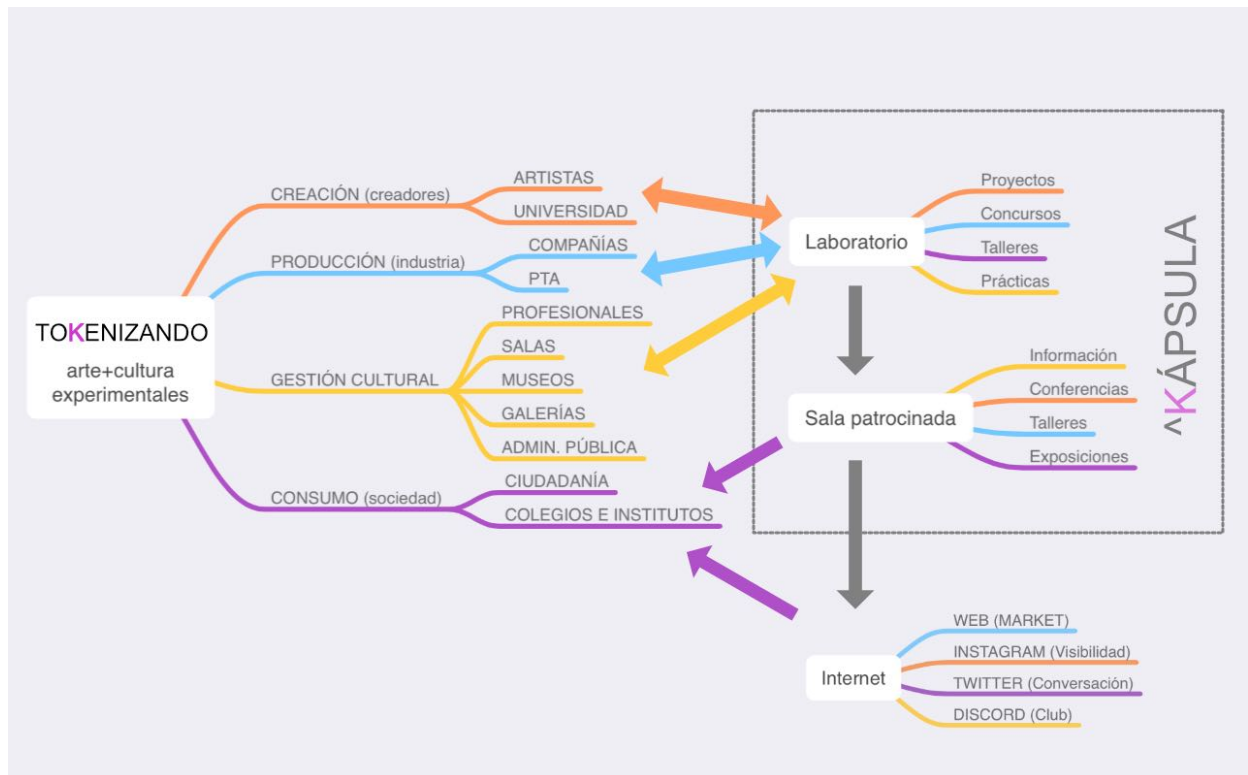 TOKENIZANDO
arte+cultura
experimentales
CREACIÓN (creadores)
ARTISTAS
UNIVERSIDAD
PRODUCCIÓN (industria)
COMPAÑÍAS
PTA
GESTIÓN CULTURAL
PROFESIONALES
SALAS
MUSEOS
GALERÍAS
ADMIN. PÚBLICA
CONSUMO (sociedad)
CIUDADANÍA
COLEGIOS E INSTITUTOS
Laboratorio
Proyectos
Concursos
Talleres
Prácticas
Sala patrocinada
Información
Conferencias
Talleres
Exposiciones
^KÁPSULA
Internet
WEB (MARKET)
INSTAGRAM (Visibilidad)
TWITTER (Conversación)
DISCORD (Club)